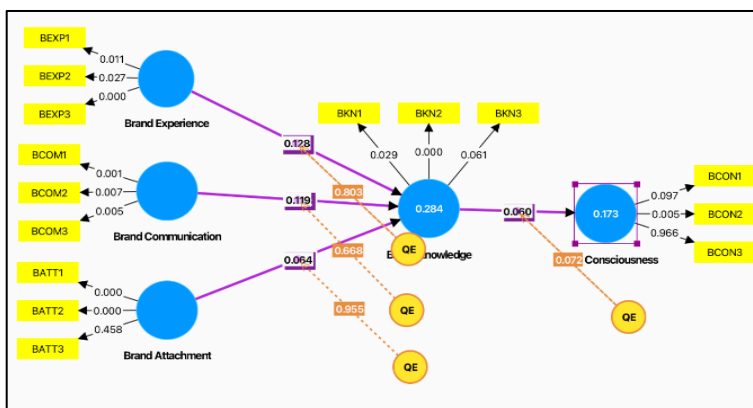 BEXP1
BEXP2
BEXP3
0.011
0.027
0.000
Brand Experience
BCOM1
BCOM2
BCOM3
0.001
0.007
0.005
Brand Communication
BATT1
BATT2
BATT3
0.000
0.000
0.458
Brand Attachment
0.128
0.119
0.064
0.803
0.668
0.955
QE
QE
QE
BKN1
BKN2
BKN3
0.029
0.000
0.061
0.284
0.060
0.072
QE
0.173
Consciousness
0.097
0.005
0.966
BCON1
BCON2
BCON3